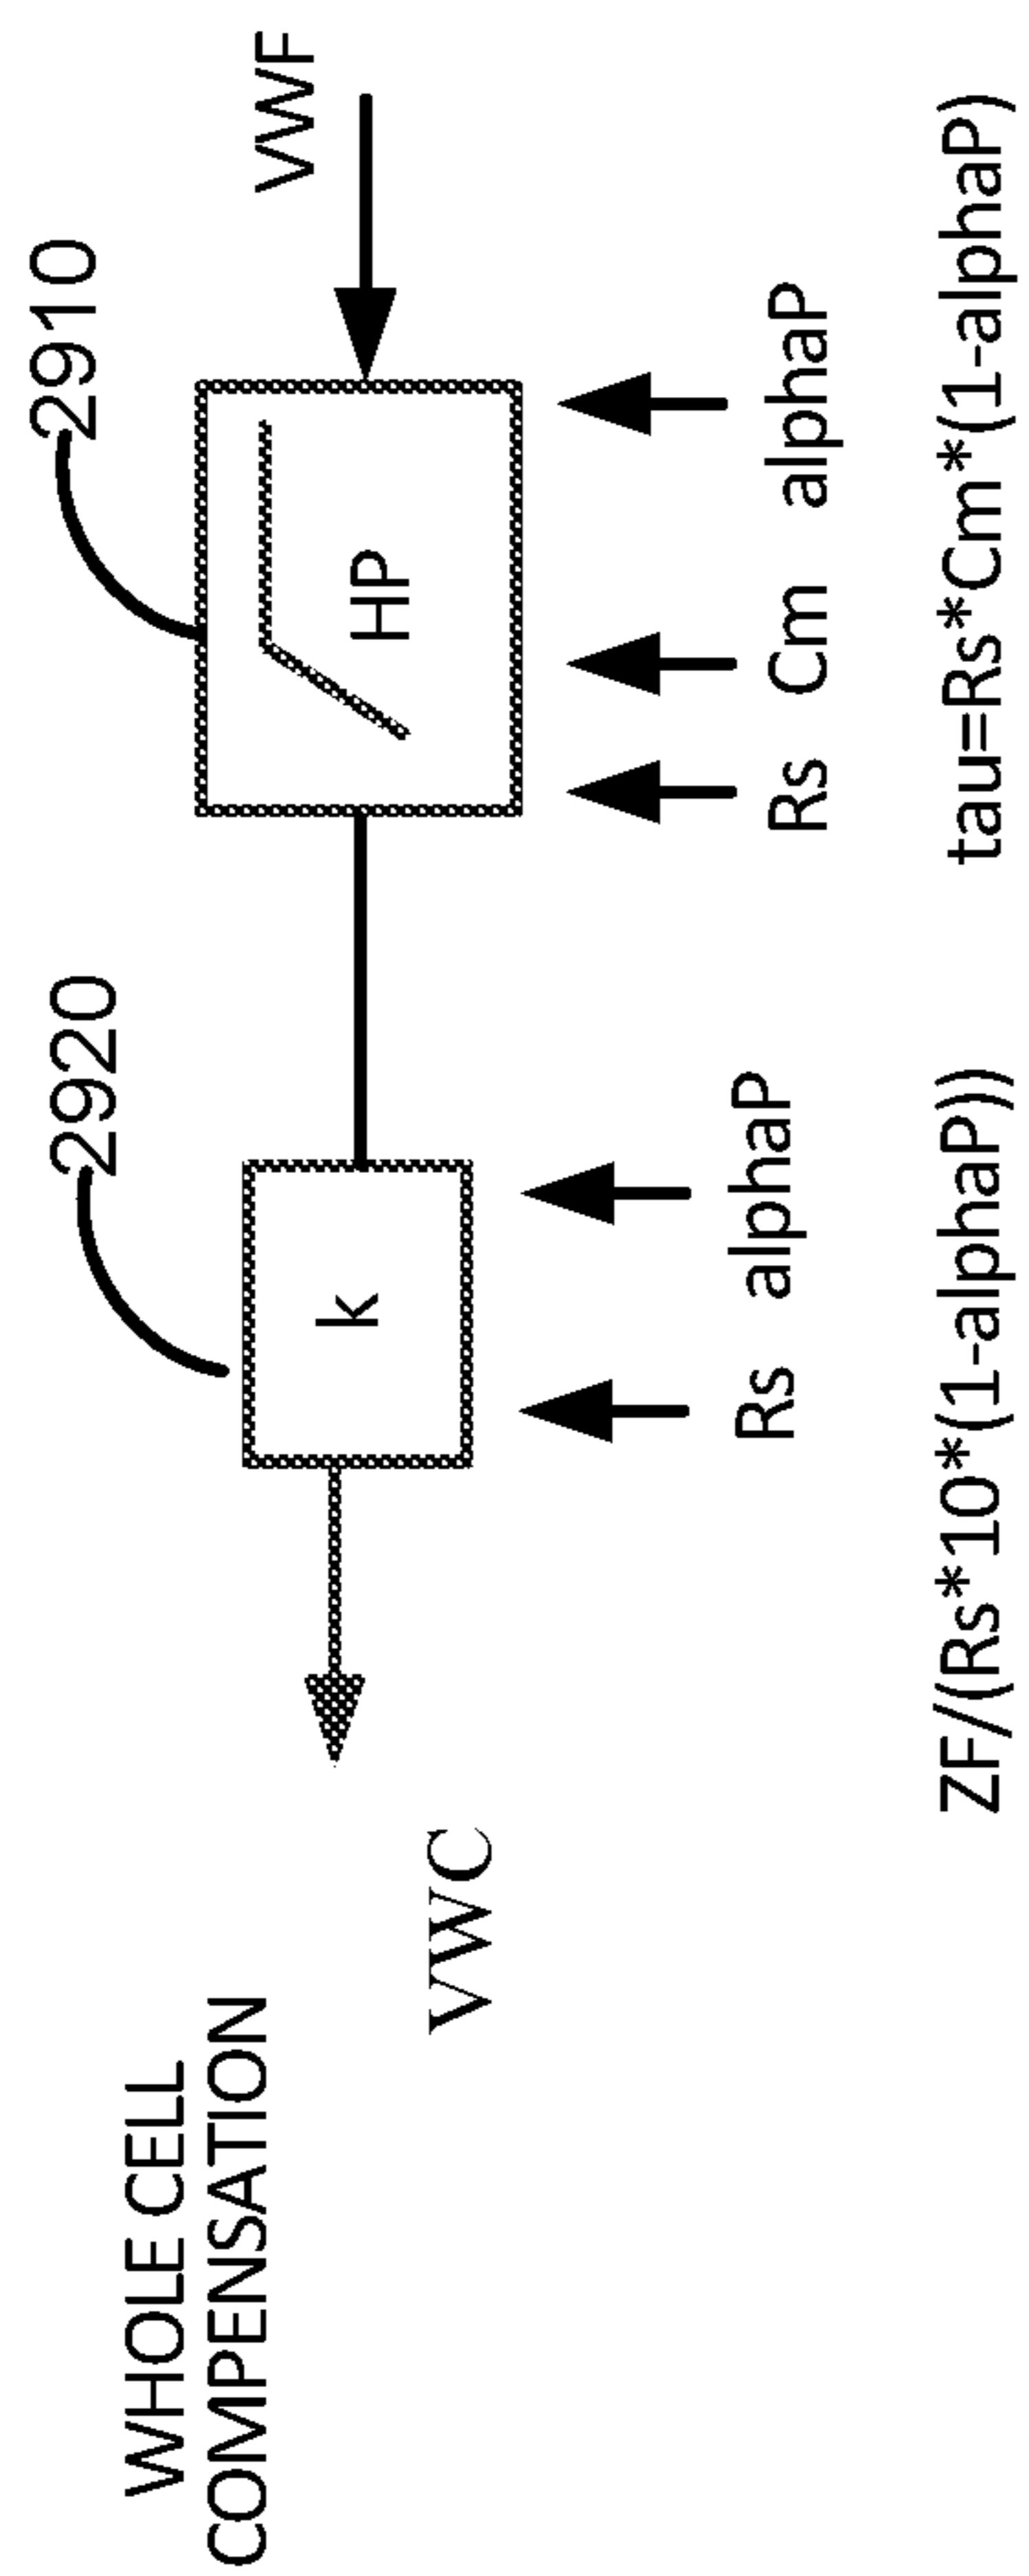 2910
2920
VWF
HP
k
WHOLE CELL
COMPENSATION
VWC
Rs alphaP
Rs Cm alphaP
ZF/(Rs*10*(1-alphaP))
tau=Rs*Cm*(1-alphaP)